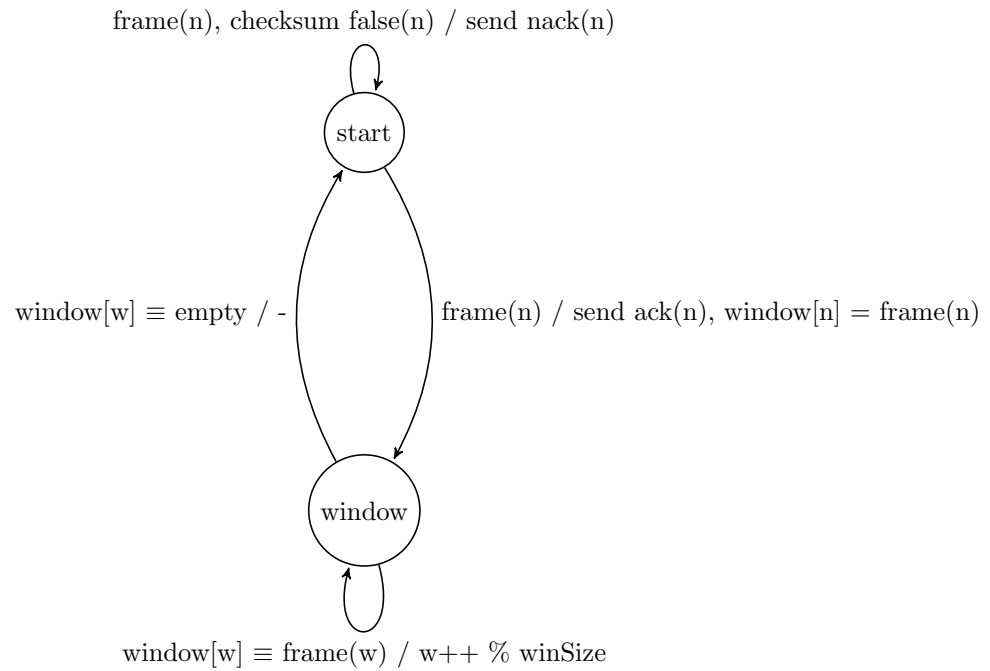 frame(n), checksum false(n) / send nack(n)
start
window[w] ≡ empty / -
frame(n) / send ack(n), window[n] = frame(n)
window
window[w] ≡ frame(w) / w++ % winSize